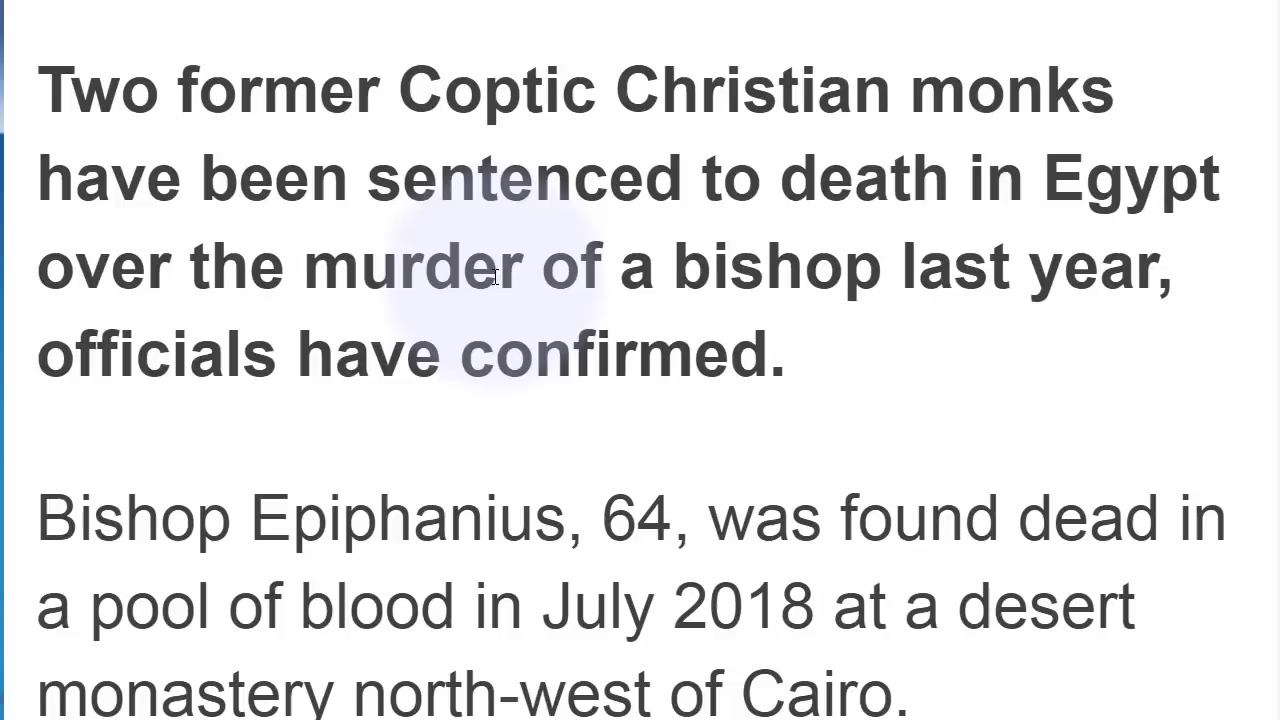 Two former Coptic Christian monks
have been sentenced to death in Egypt
over the murder of a bishop last year,
officials have confirmed.
Bishop Epiphanius, 64, was found dead in
a pool of blood in July 2018 at a desert
monastery north-west of Cairo.